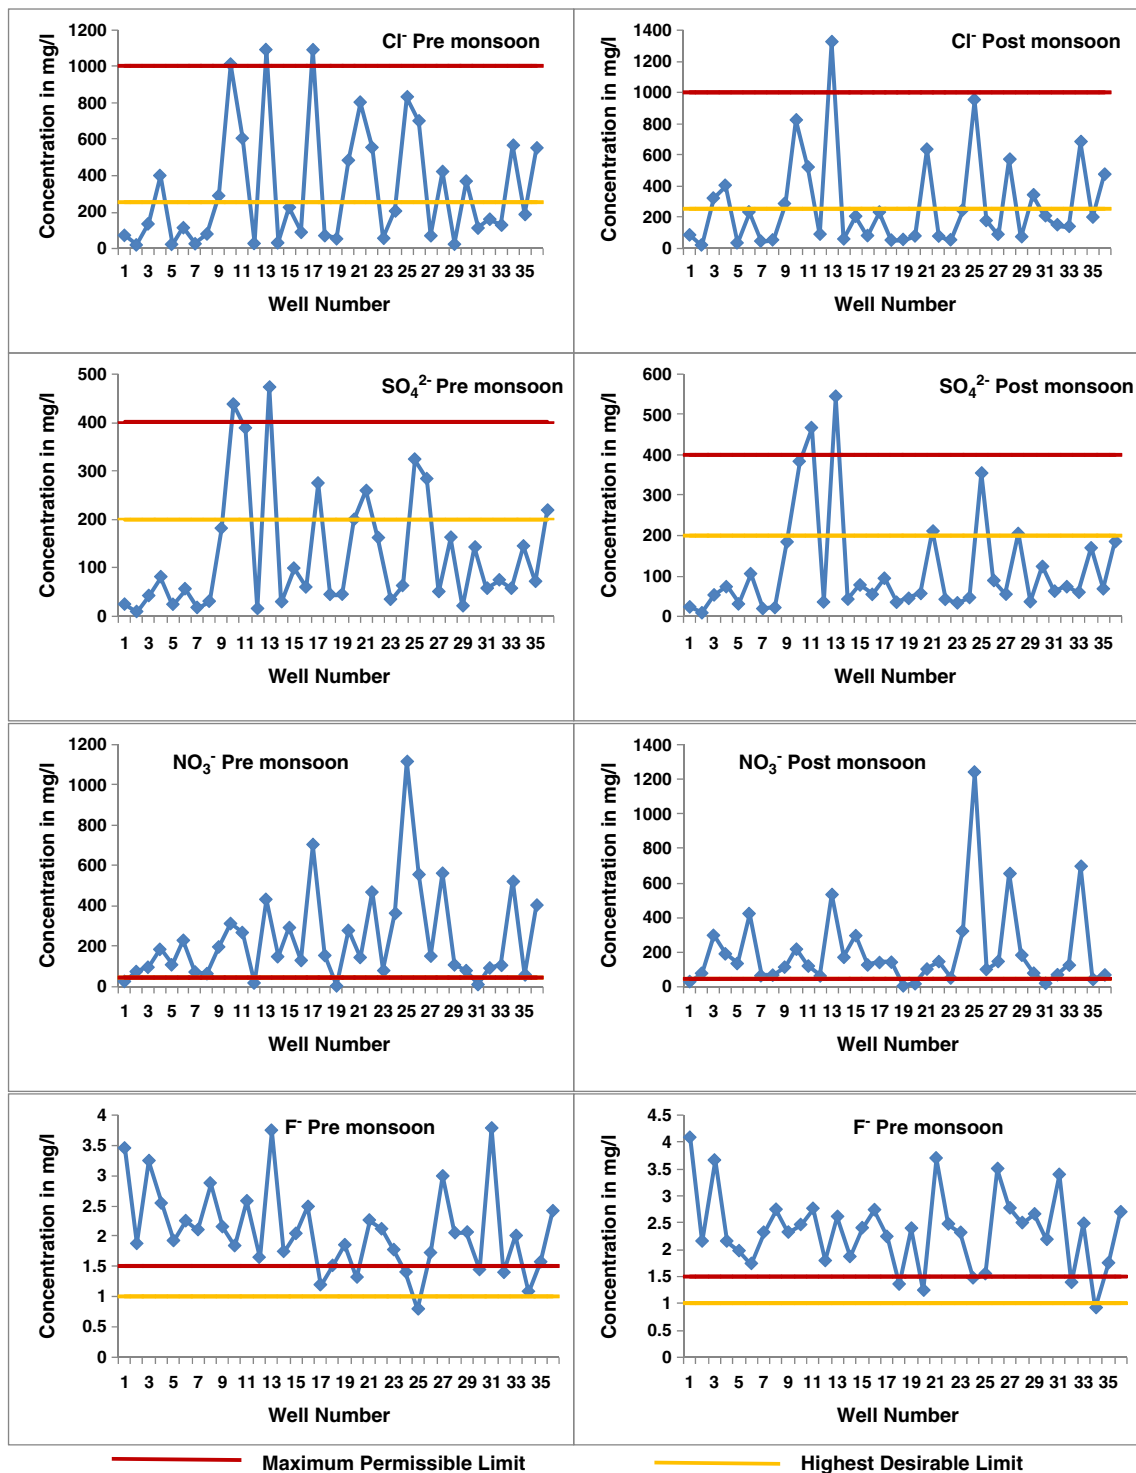 Cl⁻ Pre monsoon
Concentration in mg/l
1200
1000
800
600
400
200
0
1 3 5 7 9 11 13 15 17 19 21 23 25 27 29 31 33 35
Well Number
Cl⁻ Post monsoon
Concentration in mg/l
1400
1200
1000
800
600
400
200
0
1 3 5 7 9 11 13 15 17 19 21 23 25 27 29 31 33 35
Well Number
SO₄²⁻ Pre monsoon
Concentration in mg/l
500
400
300
200
100
0
1 3 5 7 9 11 13 15 17 19 21 23 25 27 29 31 33 35
Well Number
SO₄²⁻ Post monsoon
Concentration in mg/l
600
500
400
300
200
100
0
1 3 5 7 9 11 13 15 17 19 21 23 25 27 29 31 33 35
Well Number
NO₃⁻ Pre monsoon
Concentration in mg/l
1200
1000
800
600
400
200
0
1 3 5 7 9 11 13 15 17 19 21 23 25 27 29 31 33 35
Well Number
NO₃⁻ Post monsoon
Concentration in mg/l
1400
1200
1000
800
600
400
200
0
1 3 5 7 9 11 13 15 17 19 21 23 25 27 29 31 33 35
Well Number
F⁻ Pre monsoon
Concentration in mg/l
4
3.5
3
2.5
2
1.5
1
0.5
0
1 3 5 7 9 11 13 15 17 19 21 23 25 27 29 31 33 35
Well Number
F⁻ Pre monsoon
Concentration in mg/l
4.5
4
3.5
3
2.5
2
1.5
1
0.5
0
1 3 5 7 9 11 13 15 17 19 21 23 25 27 29 31 33 35
Well Number
Maximum Permissible Limit
Highest Desirable Limit